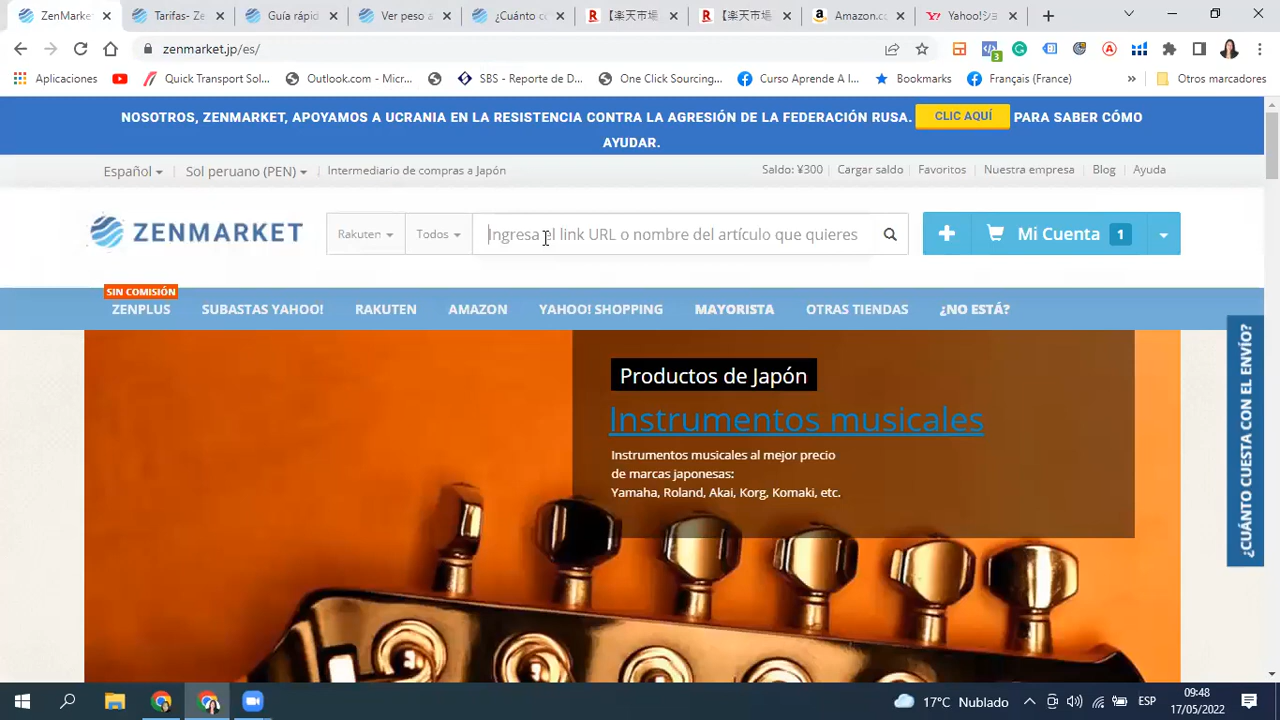 ZenMarket
Tarifas- Ze
Guía rápid
Ver peso a
¿Cuánto co
【楽天市場
【楽天市場
Amazon.co
Yahoo!ショ
zenmarket.jp/es/
3
Aplicaciones
Quick Transport Sol...
Outlook.com - Micr...
SBS - Reporte de D...
One Click Sourcing...
Curso Aprende A I...
Bookmarks
Français (France)
»
Otros marcadores
NOSOTROS, ZENMARKET, APOYAMOS A UCRANIA EN LA RESISTENCIA CONTRA LA AGRESIÓN DE LA FEDERACIÓN RUSA. CLIC AQUÍ PARA SABER CÓMO
AYUDAR.
Español
Sol peruano (PEN)
Intermediario de compras a Japón
Saldo: ¥300
Cargar saldo
Favoritos
Nuestra empresa
Blog
Ayuda
ZENMARKET
Rakuten
Todos
Ingresa el link URL o nombre del artículo que quieres
Mi Cuenta 1
SIN COMISIÓN
ZENPLUS
SUBASTAS YAHOO!
RAKUTEN
AMAZON
YAHOO! SHOPPING
MAYORISTA
OTRAS TIENDAS
¿NO ESTÁ?
Productos de Japón
Instrumentos musicales
Instrumentos musicales al mejor precio
de marcas japonesas:
Yamaha, Roland, Akai, Korg, Komaki, etc.
¿CUÁNTO CUESTA CON EL ENVÍO?
17°C Nublado
ESP
09:48
17/05/2022